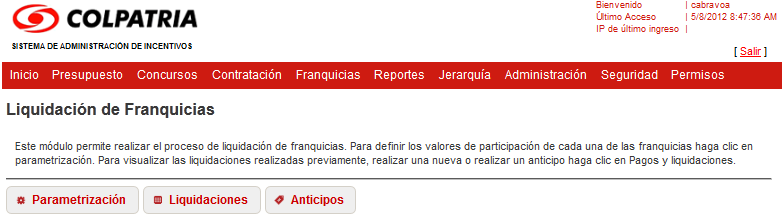 COLPATRIA
SISTEMA DE ADMINISTRACIÓN DE INCENTIVOS
Bienvenido | cabravoa
Último Acceso | 5/8/2012 8:47:36 AM
IP de último ingreso |
[ Salir ]
Inicio Presupuesto Concursos Contratación Franquicias Reportes Jerarquía Administración Seguridad Permisos
Liquidación de Franquicias
Este módulo permite realizar el proceso de liquidación de franquicias. Para definir los valores de participación de cada una de las franquicias haga clic en
parametrización. Para visualizar las liquidaciones realizadas previamente, realizar una nueva o realizar un anticipo haga clic en Pagos y liquidaciones.
Parametrización Liquidaciones Anticipos